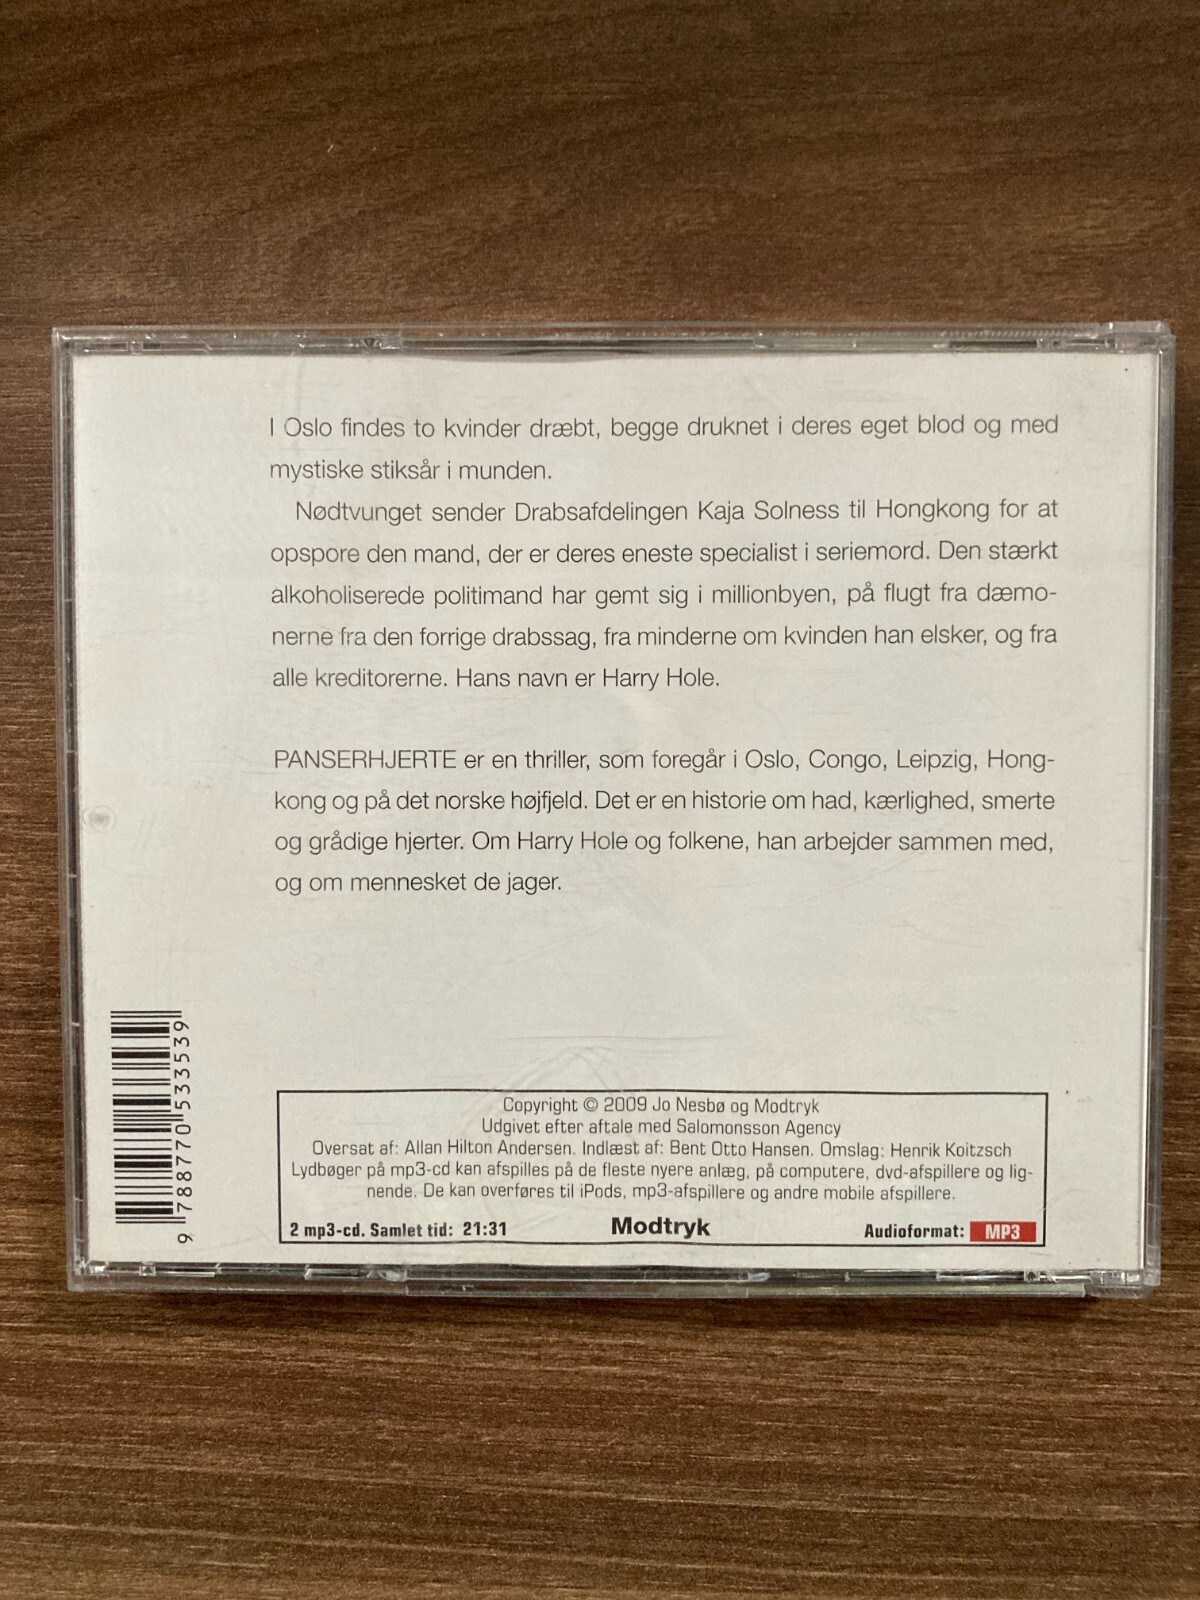 I Oslo findes to kvinder dræbt, begge druknet i deres eget blod og med
mystiske stiksår i munden.
Nødtvunget sender Drabsafdelingen Kaja Solness til Hongkong for at
opspore den mand, der er deres eneste specialist i seriemord. Den stærkt
alkoholiserede politimand har gemt sig i millionbyen, på flugt fra dæmo-
nerne fra den forrige drabssag, fra minderne om kvinden han elsker, og fra
alle kreditorerne. Hans navn er Harry Hole.
PANSERHJERTE er en thriller, som foregår i Oslo, Congo, Leipzig, Hong-
kong og på det norske højfjeld. Det er en historie om had, kærlighed, smerte
og grådige hjerter. Om Harry Hole og folkene, han arbejder sammen med,
og om mennesket de jager.
9 788770 533539
Copyright © 2009 Jo Nesbø og Modtryk
Udgivet efter aftale med Salomonsson Agency
Oversat af: Allan Hilton Andersen. Indlæst af: Bent Otto Hansen. Omslag: Henrik Koitzsch
Lydbøger på mp3-cd kan afspilles på de fleste nyere anlæg, på computere, dvd-afspillere og lig-
nende. De kan overføres til iPods, mp3-afspillere og andre mobile afspillere.
2 mp3-cd. Samlet tid: 21:31 Modtryk Audioformat: MP3